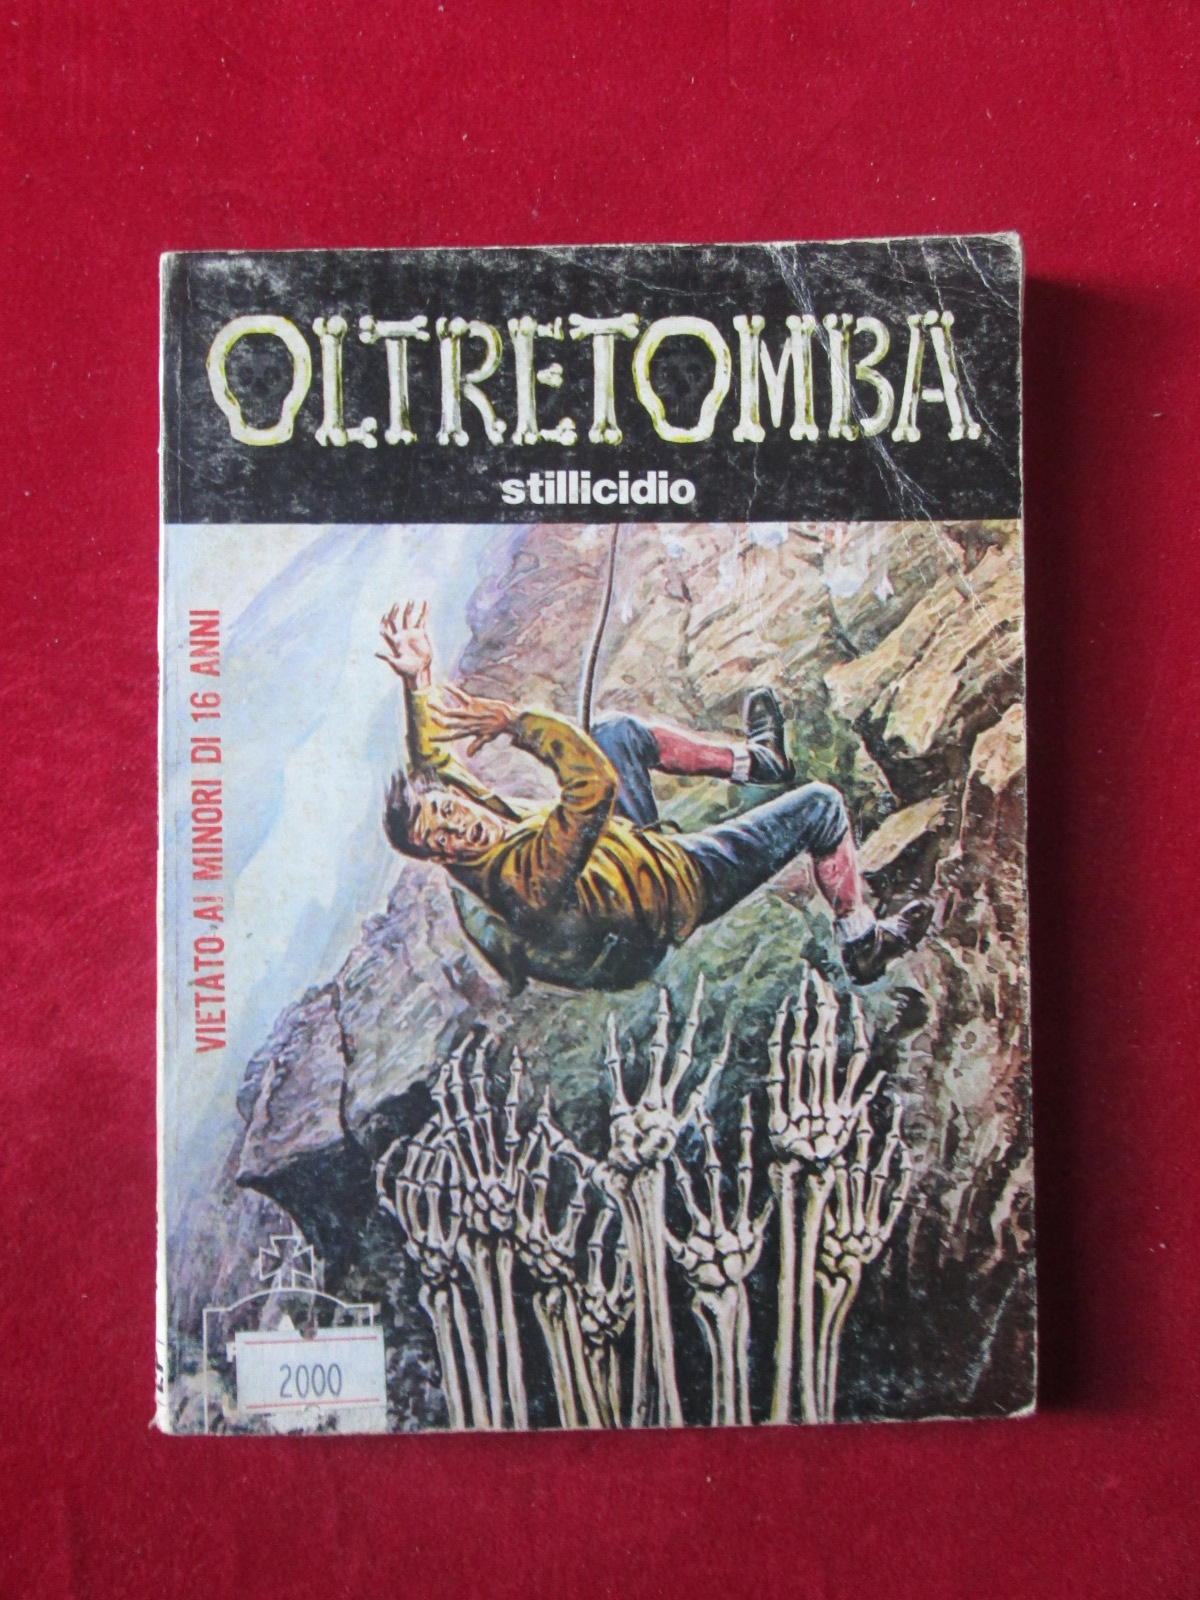 OLTRETOMBA
stillicidio
VIETATO AI MINORI DI 16 ANNI
2000